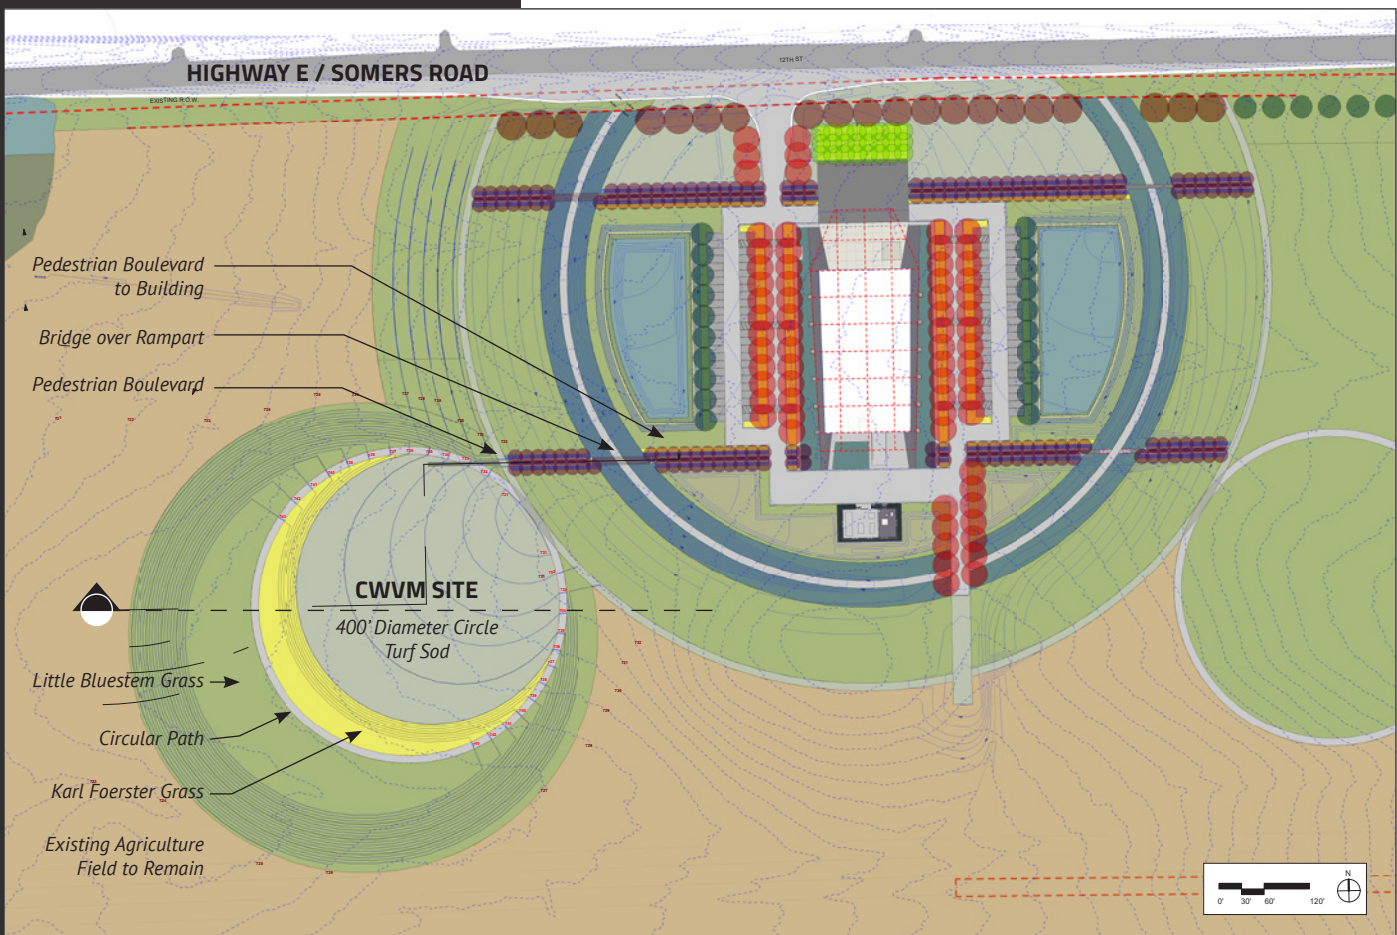 HIGHWAY E / SOMERS ROAD
12TH ST
EXISTING R.O.W.
Pedestrian Boulevard
to Building
Bridge over Rampart
Pedestrian Boulevard
CWVM SITE
400' Diameter Circle
Turf Sod
Little Bluestem Grass
Circular Path
Karl Foerster Grass
Existing Agriculture
Field to Remain
N
0' 30' 60' 120'